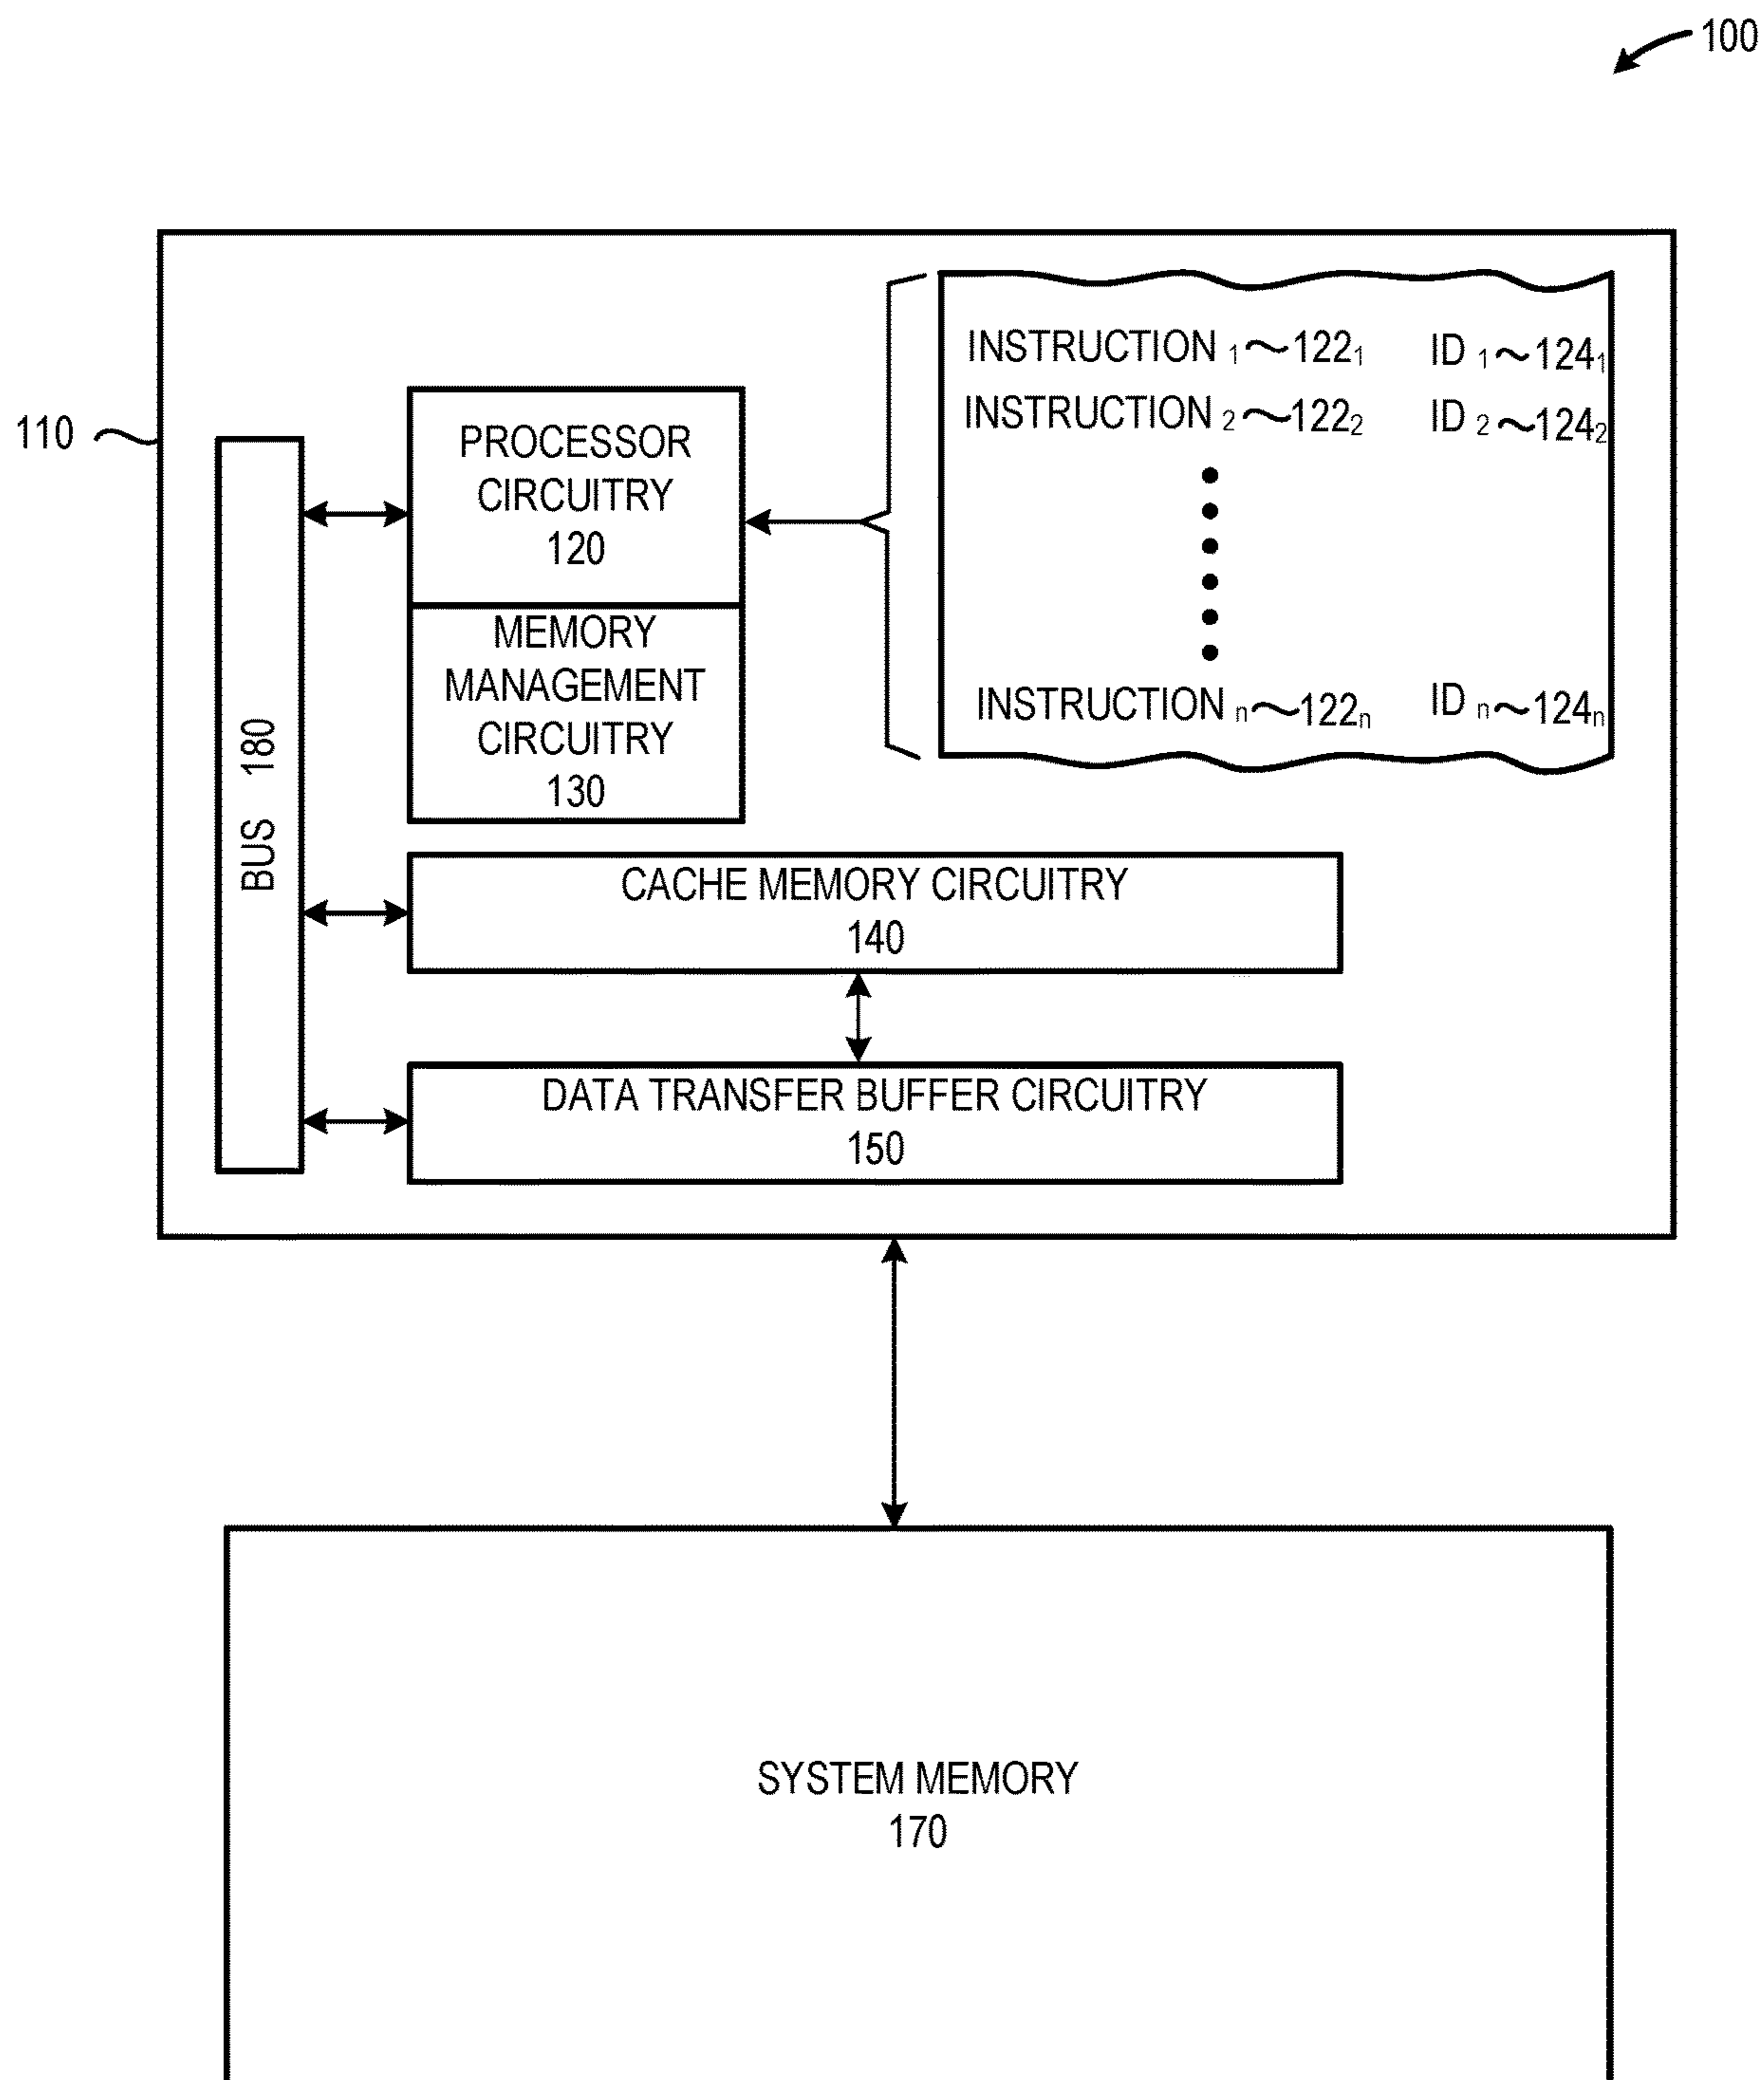 100
110
INSTRUCTION 1~1221 ID 1~1241
INSTRUCTION 2~1222 ID 2~1242
INSTRUCTION n~122n ID n~124n
PROCESSOR
CIRCUITRY
120
MEMORY
MANAGEMENT
CIRCUITRY
130
BUS 180
CACHE MEMORY CIRCUITRY
140
DATA TRANSFER BUFFER CIRCUITRY
150
SYSTEM MEMORY
170